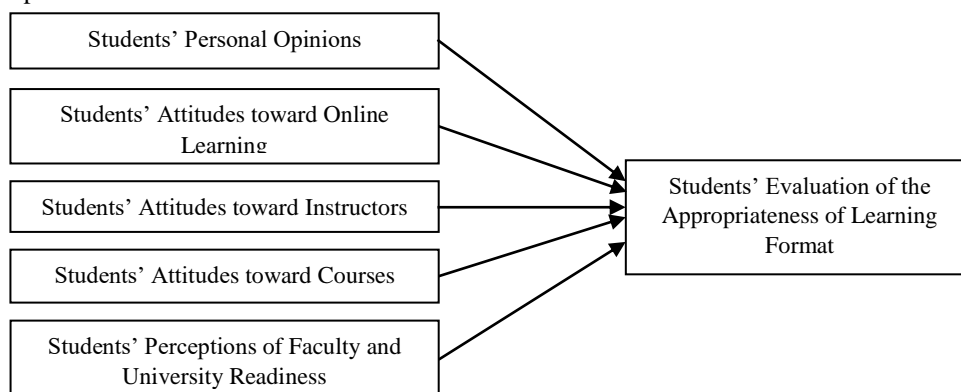 Students’ Personal Opinions
Students’ Attitudes toward Online
Learning
Students’ Attitudes toward Instructors
Students’ Attitudes toward Courses
Students’ Perceptions of Faculty and
University Readiness
Students’ Evaluation of the
Appropriateness of Learning
Format